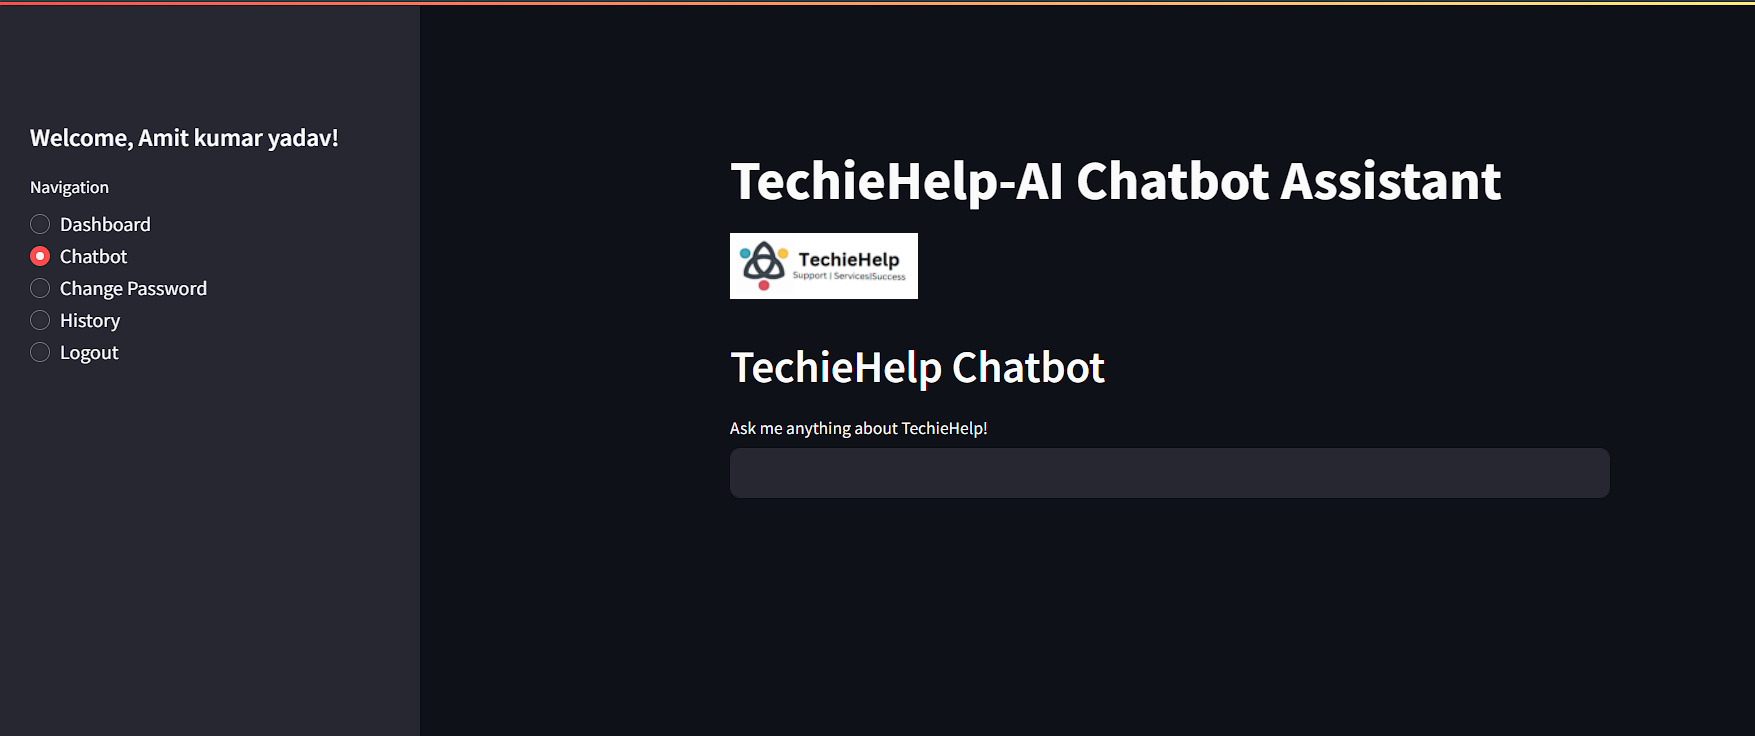 Welcome, Amit kumar yadav!
Navigation
Dashboard
Chatbot
Change Password
History
Logout
TechieHelp-AI Chatbot Assistant
TechieHelp
Support | Services|Success
TechieHelp Chatbot
Ask me anything about TechieHelp!